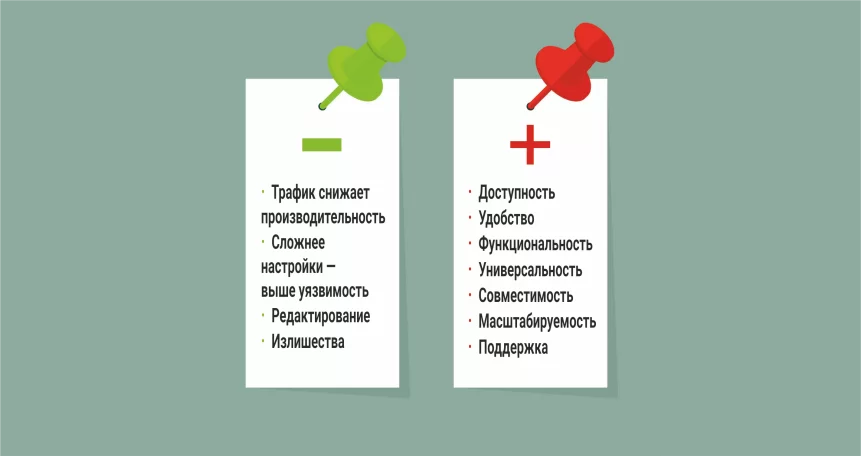 −
· Трафик снижает
производительность
· Сложнее
настройки —
выше уязвимость
· Редактирование
· Излишества
+
· Доступность
· Удобство
· Функциональность
· Универсальность
· Совместимость
· Масштабируемость
· Поддержка